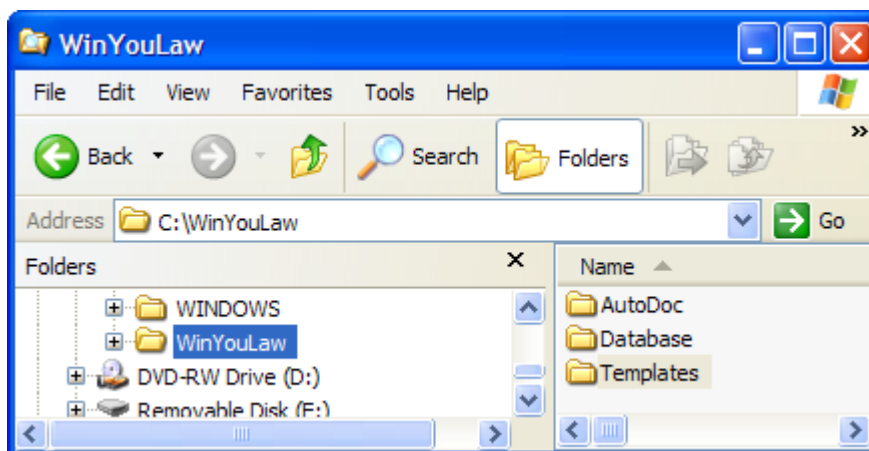 WinYouLaw
File Edit View Favorites Tools Help
Back Search Folders »
Address C:\WinYouLaw Go
Folders
WINDOWS
WinYouLaw
DVD-RW Drive (D:)
Removable Disk (E:)
Name
AutoDoc
Database
Templates